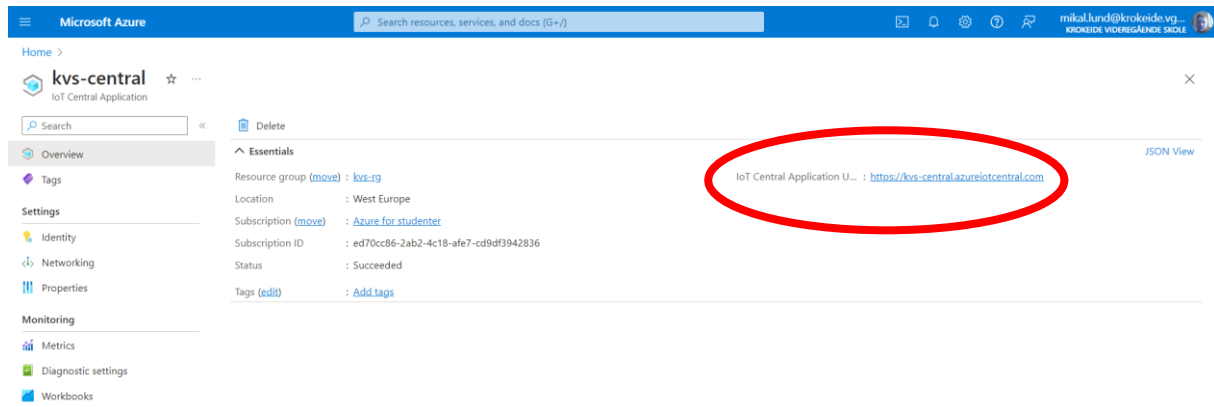 Microsoft Azure
Search resources, services, and docs (G+/)
mikal.lund@krokeide.vg...
KROKEIDE VIDEREGÅENDE SKOLE
Home >
kvs-central ...
IoT Central Application
Search
Overview
Tags
Settings
Identity
Networking
Properties
Monitoring
Metrics
Diagnostic settings
Workbooks
Delete
Essentials
JSON View
Resource group (move) : kvs-rg
Location : West Europe
Subscription (move) : Azure for studenter
Subscription ID : ed70cc86-2ab2-4c18-afe7-cd9df3942836
Status : Succeeded
Tags (edit) : Add tags
IoT Central Application U... : https://kvs-central.azureiotcentral.com